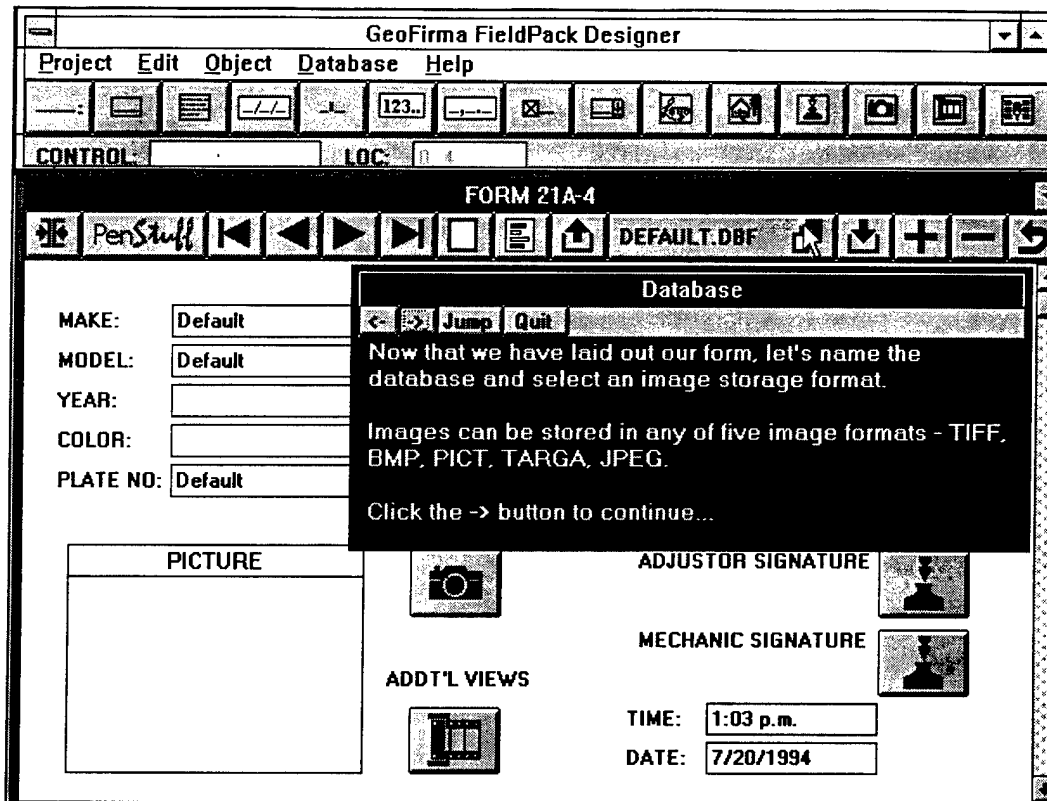 GeoFirma FieldPack Designer
Project Edit Object Database Help
123..
CONTROL: LOC:
FORM 21A-4
PenStuff DEFAULT.DBF
Database
<- -> Jump Quit
Now that we have laid out our form, let's name the
database and select an image storage format.
Images can be stored in any of five image formats - TIFF,
BMP, PICT, TARGA, JPEG.
Click the -> button to continue...
MAKE: Default
MODEL: Default
YEAR:
COLOR:
PLATE NO: Default
PICTURE
ADDT'L VIEWS
ADJUSTOR SIGNATURE
MECHANIC SIGNATURE
TIME: 1:03 p.m.
DATE: 7/20/1994